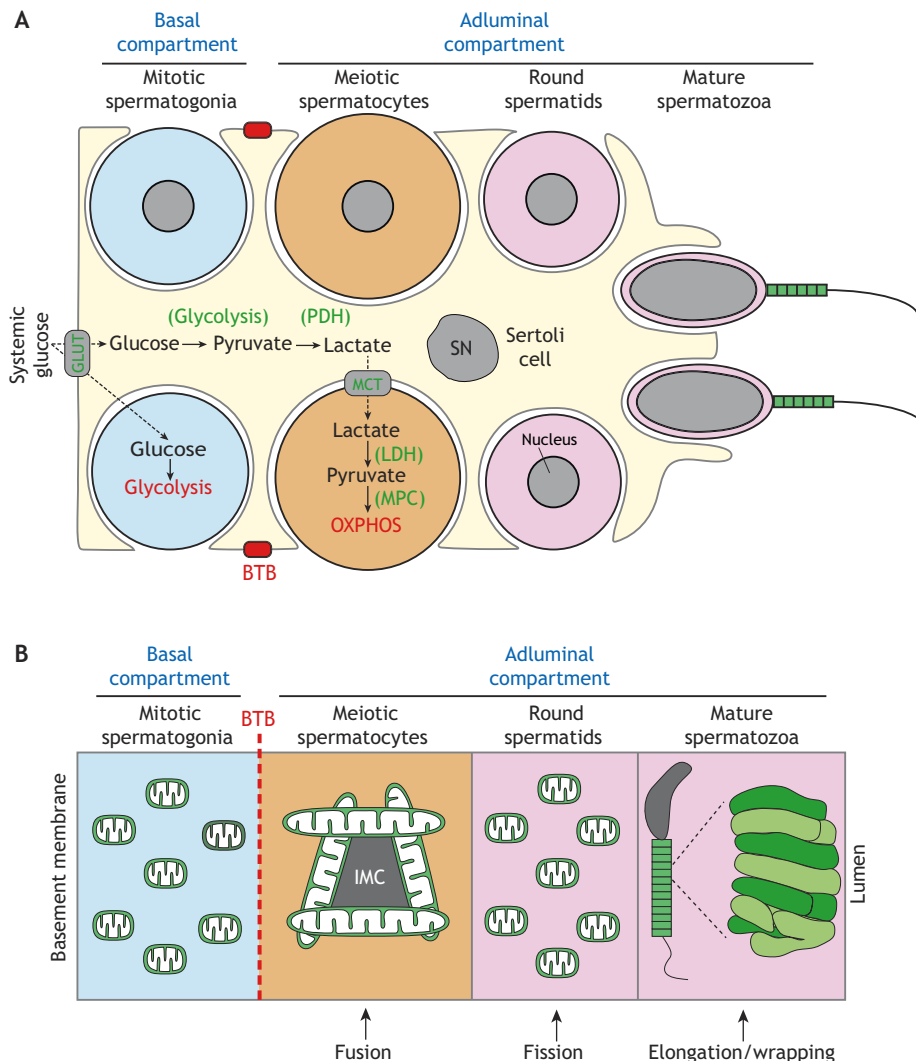 A
Basal
compartment
Adluminal
compartment
Mitotic
spermatogonia
Meiotic
spermatocytes
Round
spermatids
Mature
spermatozoa
Systemic
glucose
GLUT
(Glycolysis)
(PDH)
Glucose
Pyruvate
Lactate
SN
Sertoli
cell
MCT
Glucose
Glycolysis
Lactate
(LDH)
Pyruvate
(MPC)
OXPHOS
Nucleus
BTB
B
Basal
compartment
Adluminal
compartment
Mitotic
spermatogonia
BTB
Meiotic
spermatocytes
Round
spermatids
Mature
spermatozoa
Basement membrane
IMC
Lumen
Fusion
Fission
Elongation/wrapping